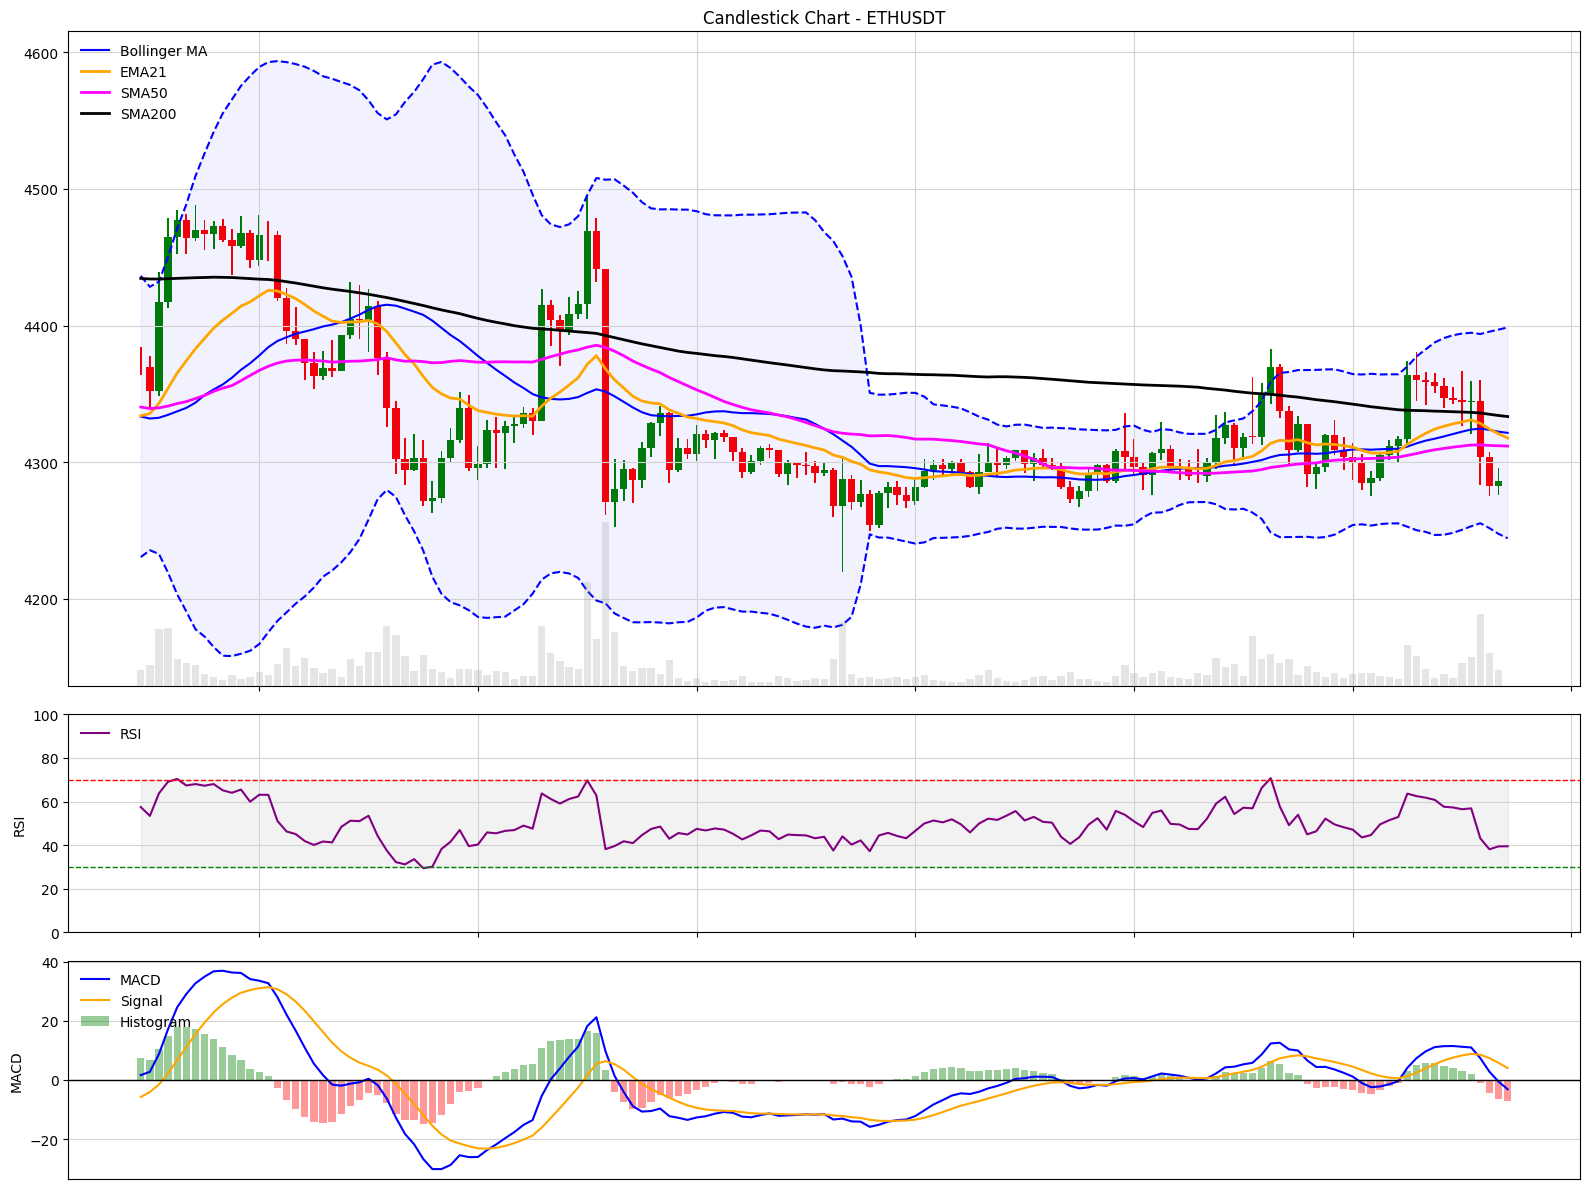 Candlestick Chart - ETHUSDT
4600
4500
4400
4300
4200
Bollinger MA
EMA21
SMA50
SMA200
100
80
60
40
20
0
RSI
RSI
40
20
0
−20
MACD
MACD
Signal
Histogram